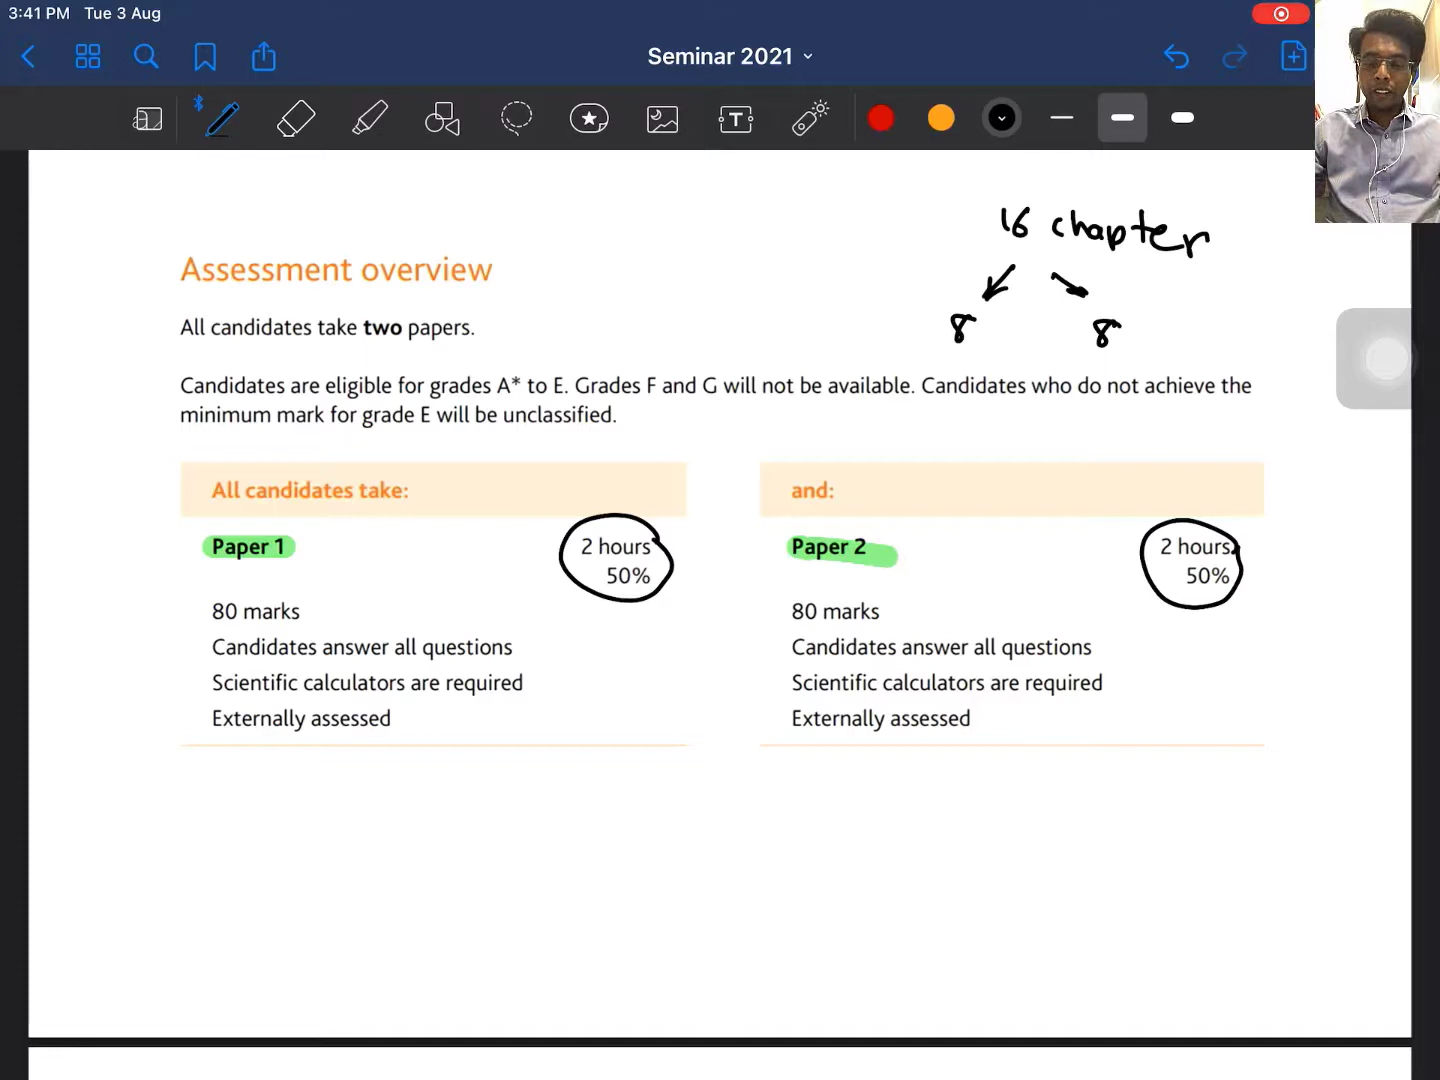 3:41 PM Tue 3 Aug
Seminar 2021
T
16 chapter
8 8
Assessment overview
All candidates take two papers.
Candidates are eligible for grades A* to E. Grades F and G will not be available. Candidates who do not achieve the
minimum mark for grade E will be unclassified.
All candidates take:
Paper 1
2 hours
50%
80 marks
Candidates answer all questions
Scientific calculators are required
Externally assessed
and:
Paper 2
2 hours
50%
80 marks
Candidates answer all questions
Scientific calculators are required
Externally assessed